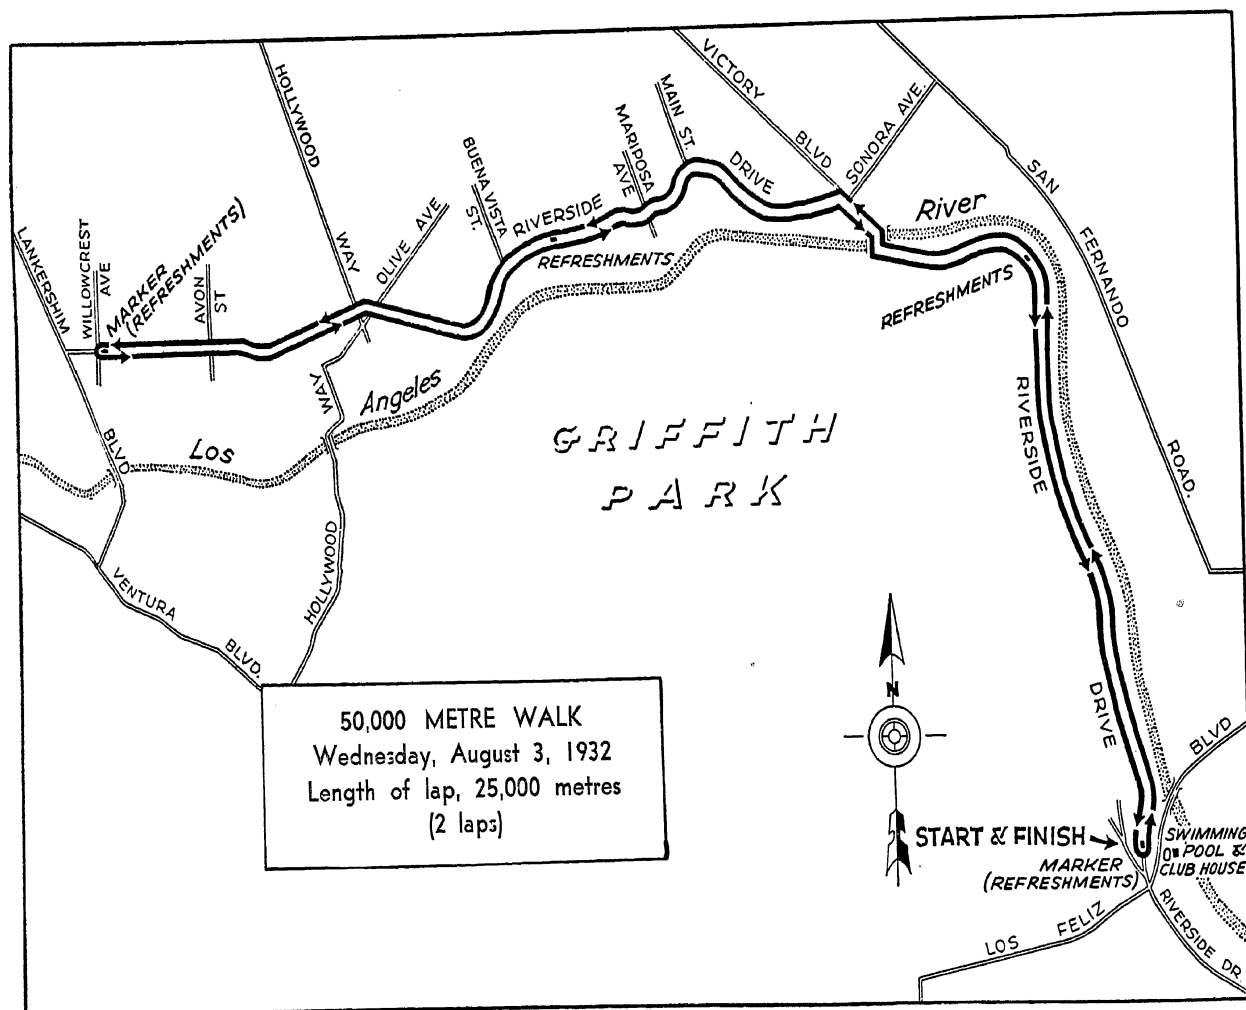 HOLLYWOOD
WAY
VICTORY
BLVD
SONORA AVE.
SAN
FERNANDO
ROAD.
MAIN ST.
MARIPOSA
AVE
BUENA VISTA
ST.
RIVERSIDE
DRIVE
REFRESHMENTS
River
REFRESHMENTS
OLIVE AVE
LANKERSHIM
BLVD
WILLOWCREST
AVE
MARKER
(REFRESHMENTS)
AVON
ST
WAY
Los
Angeles
GRIFFITH
PARK
RIVERSIDE
DRIVE
VENTURA
BLVD.
HOLLYWOOD
50,000 METRE WALK
Wednesday, August 3, 1932
Length of lap, 25,000 metres
(2 laps)
N
START & FINISH
MARKER
(REFRESHMENTS)
SWIMMING
POOL &
CLUB HOUSE
BLVD
LOS FELIZ
RIVERSIDE DR.